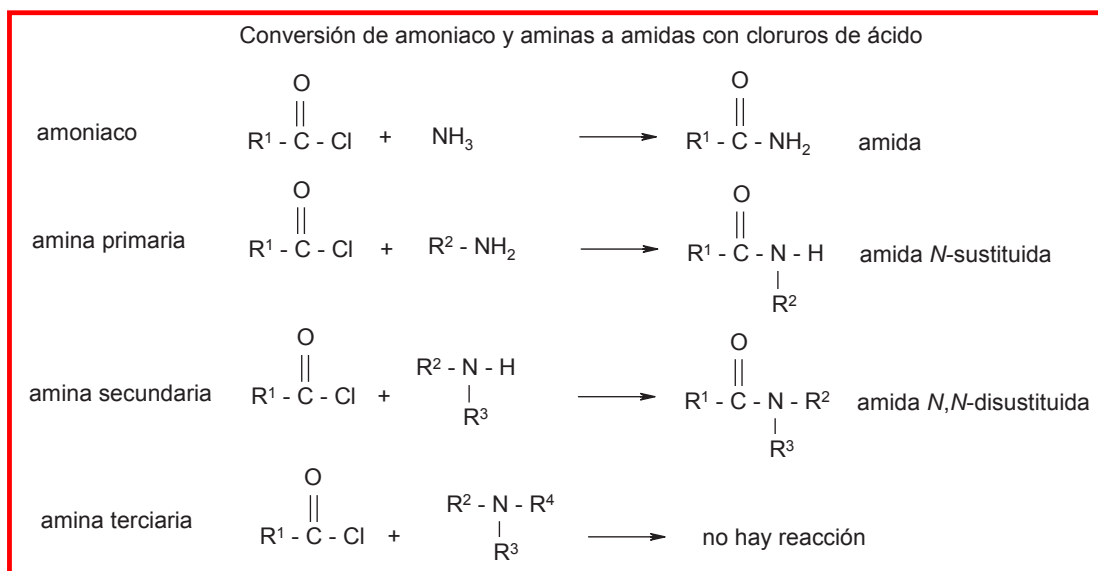 Conversión de amoniaco y aminas a amidas con cloruros de ácido
O
||
amoniaco R¹ - C - Cl + NH₃ ⟶ R¹ - C - NH₂ amida
O
||
O
||
amina primaria R¹ - C - Cl + R² - NH₂ ⟶ R¹ - C - N - H amida N-sustituida
O
||
|
R²
O
||
amina secundaria R¹ - C - Cl + R² - N - H ⟶ R¹ - C - N - R² amida N,N-disustituida
|
R³
O
||
|
R³
O
||
amina terciaria R¹ - C - Cl + R² - N - R⁴ ⟶ no hay reacción
|
R³